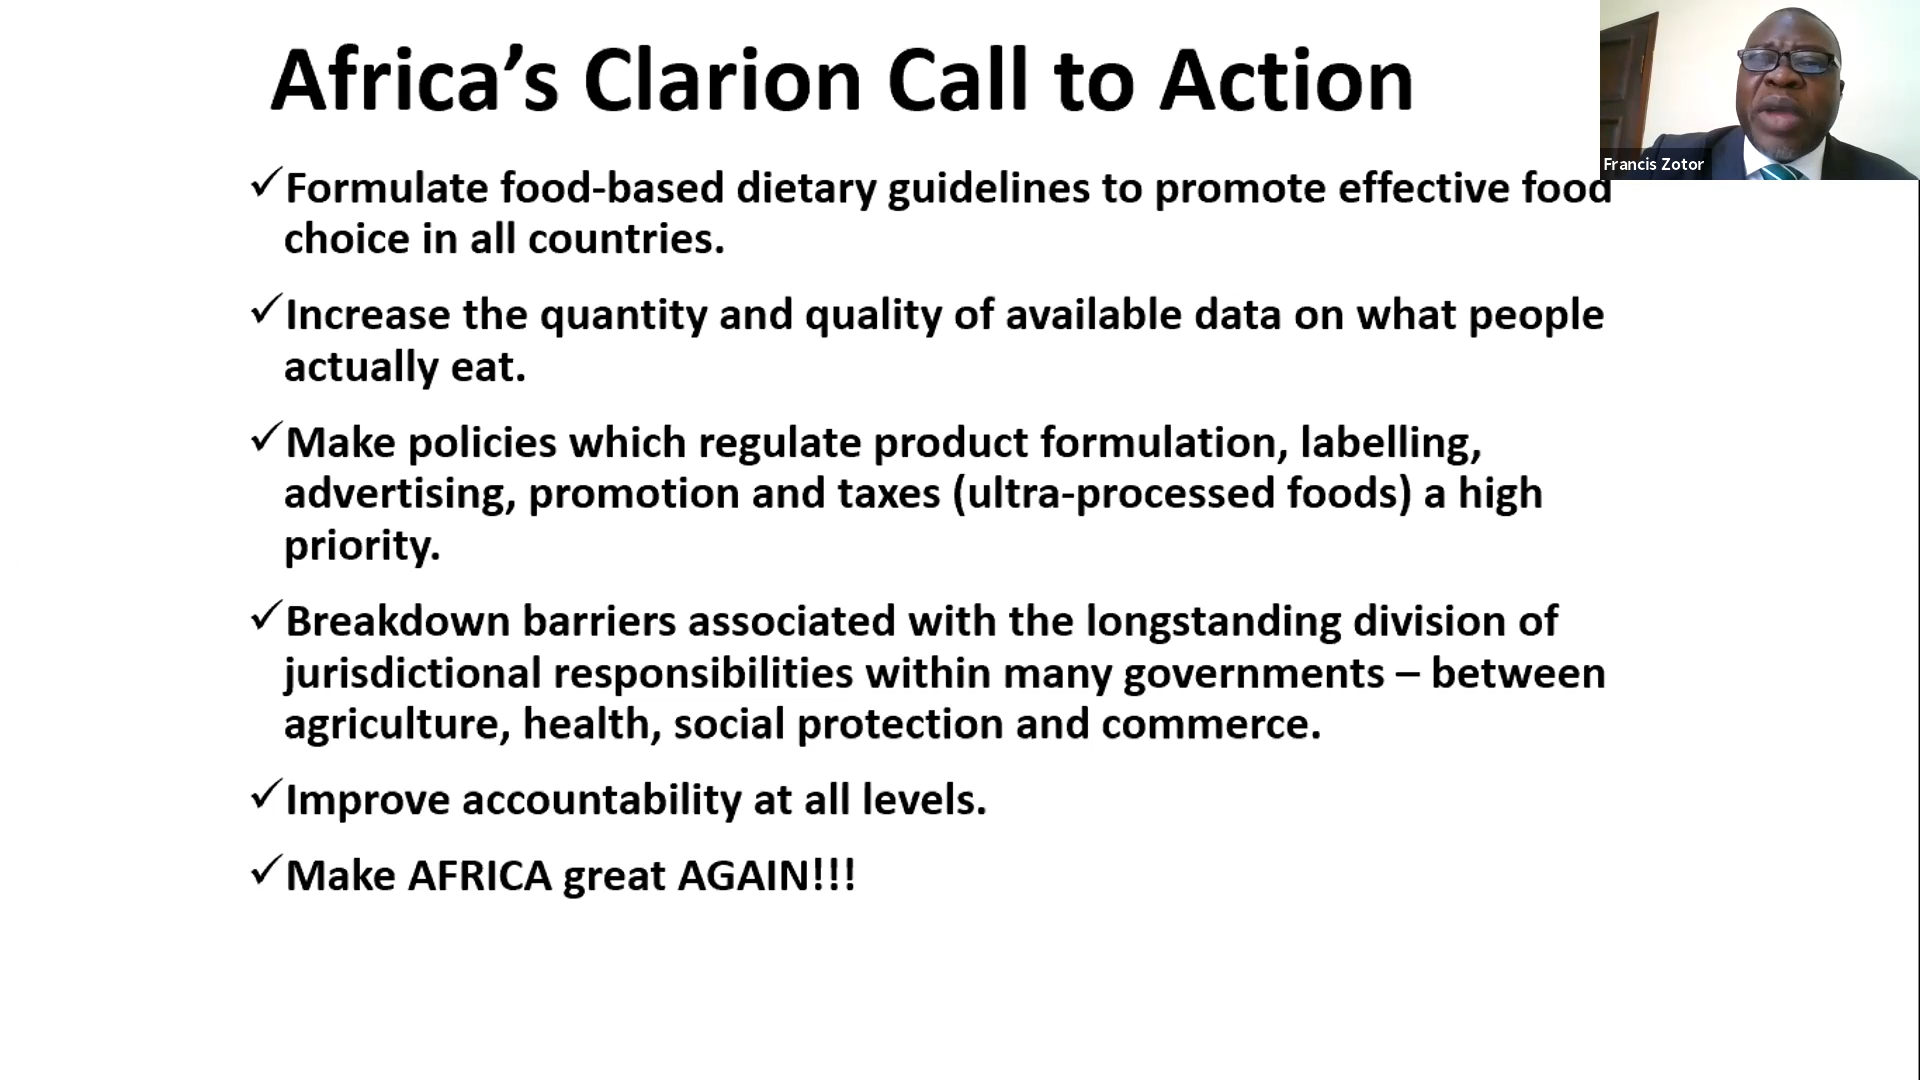 Africa’s Clarion Call to Action
Francis Zotor
✓Formulate food-based dietary guidelines to promote effective food
choice in all countries.
✓Increase the quantity and quality of available data on what people
actually eat.
✓Make policies which regulate product formulation, labelling,
advertising, promotion and taxes (ultra-processed foods) a high
priority.
✓Breakdown barriers associated with the longstanding division of
jurisdictional responsibilities within many governments – between
agriculture, health, social protection and commerce.
✓Improve accountability at all levels.
✓Make AFRICA great AGAIN!!!